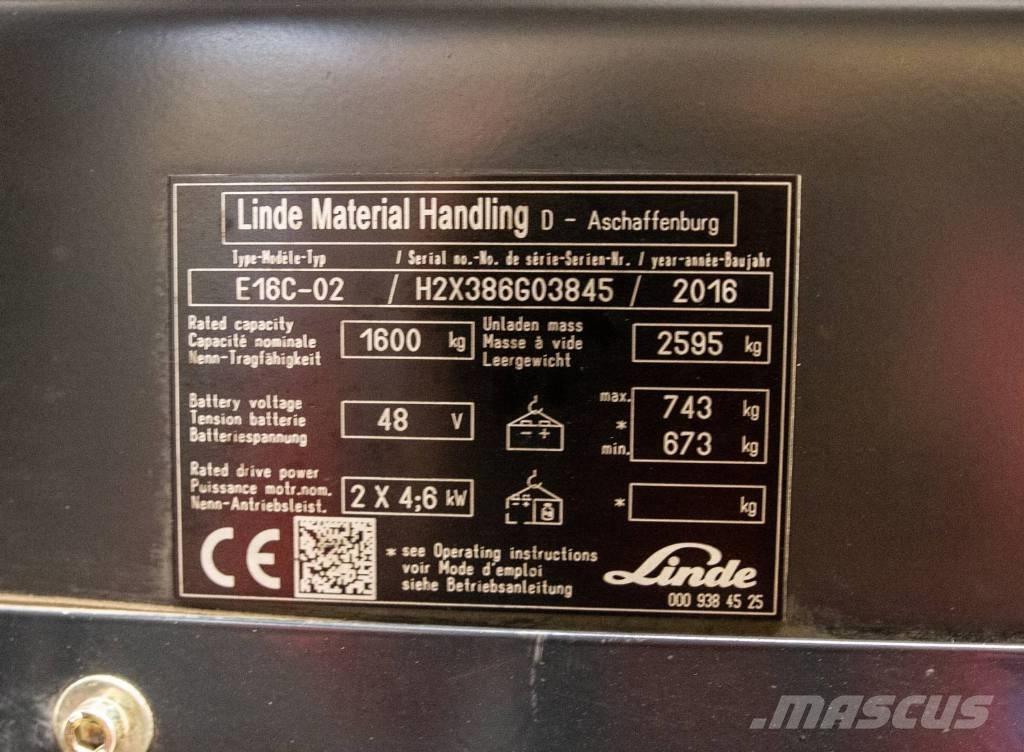 Linde Material Handling D - Aschaffenburg
Type-Modèle-Typ / Serial no.-No. de série-Serien-Nr. / year-année-Baujahr
E16C-02 / H2X386G03845 / 2016
Rated capacity
Capacité nominale
Nenn-Tragfähigkeit
1600 kg
Unladen mass
Masse à vide
Leergewicht
2595 kg
Battery voltage
Tension batterie
Batteriespannung
48 V
- +
max. 743 kg
*
min. 673 kg
Rated drive power
Puissance motr.nom.
Nenn-Antriebsleist.
2 X 4;6 kW
* kg
CE
* see Operating instructions
voir Mode d'emploi
siehe Betriebsanleitung
Linde
000 938 45 25
.mascus